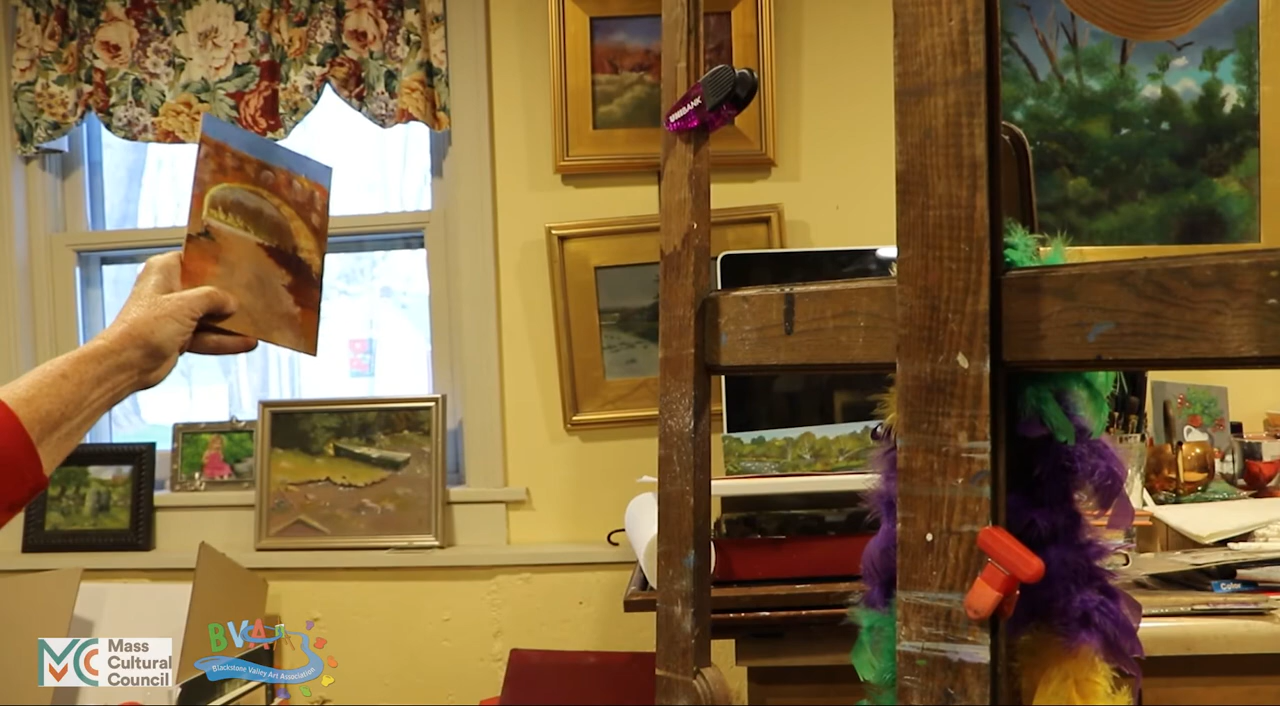 UNIBANK
Color
Mass
Cultural
Council
BVAA
Blackstone Valley Art Association